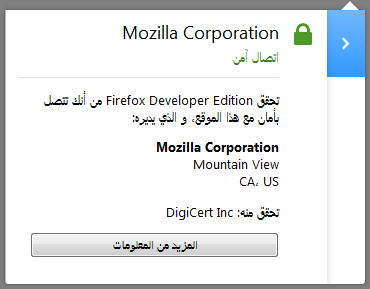 Mozilla Corporation
اتصال آمن
تحقق Firefox Developer Edition من أنك تتصل
بأمان مع هذا الموقع، و الذي يديره:
Mozilla Corporation
Mountain View
CA، US
تحقق منه: DigiCert Inc
المزيد من المعلومات